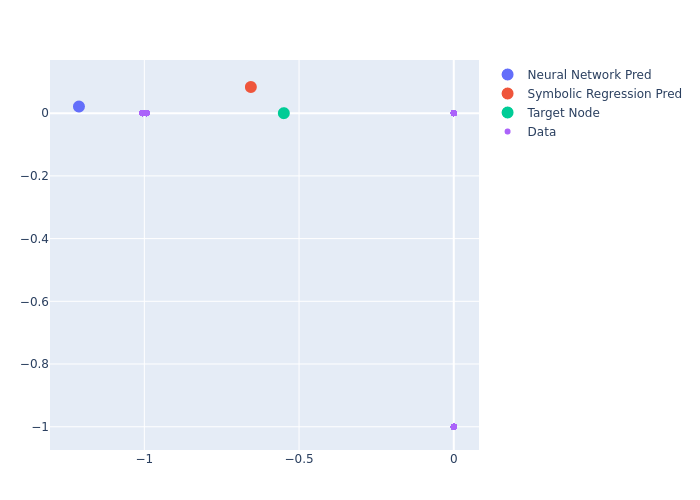 Neural Network Pred
Symbolic Regression Pred
Target Node
Data
0
−0.2
−0.4
−0.6
−0.8
−1
−1
−0.5
0